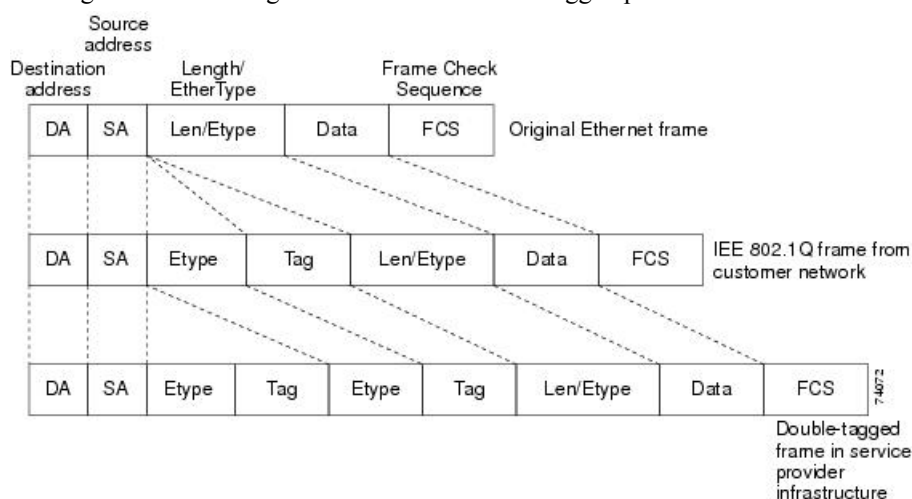 Source
address
Destination
address
Length/
EtherType
Frame Check
Sequence
DA SA Len/Etype Data FCS Original Ethernet frame
DA SA Etype Tag Len/Etype Data FCS
IEE 802.1Q frame from
customer network
DA SA Etype Tag Etype Tag Len/Etype Data FCS
74072
Double-tagged
frame in service
provider
infrastructure